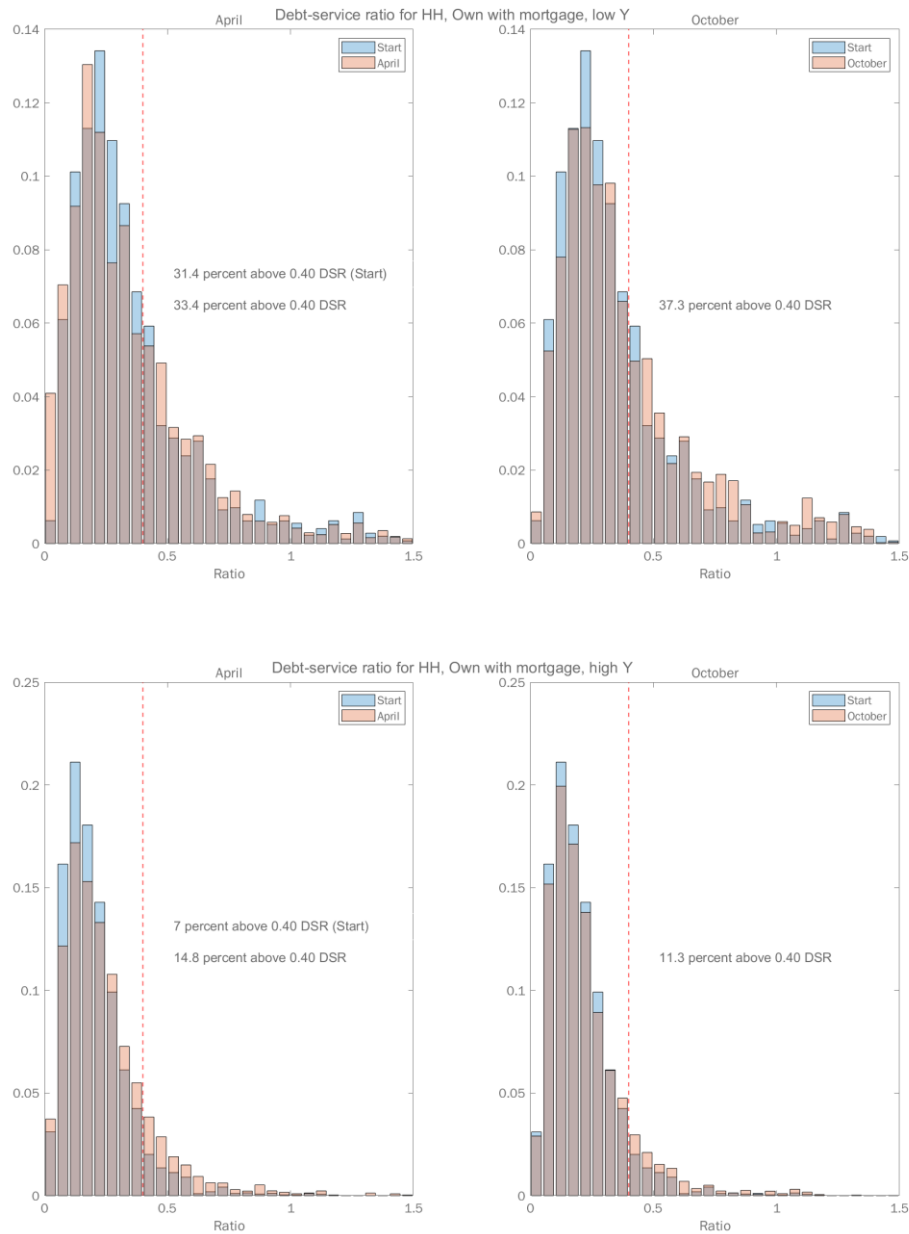 Debt-service ratio for HH, Own with mortgage, low Y
April
October
0.14
0.12
0.1
0.08
0.06
0.04
0.02
0
Start
April
31.4 percent above 0.40 DSR (Start)
33.4 percent above 0.40 DSR
0
0.5
1
1.5
Ratio
0.14
0.12
0.1
0.08
0.06
0.04
0.02
0
Start
October
37.3 percent above 0.40 DSR
0
0.5
1
1.5
Ratio
Debt-service ratio for HH, Own with mortgage, high Y
April
October
0.25
0.2
0.15
0.1
0.05
0
Start
April
7 percent above 0.40 DSR (Start)
14.8 percent above 0.40 DSR
0
0.5
1
1.5
Ratio
0.25
0.2
0.15
0.1
0.05
0
Start
October
11.3 percent above 0.40 DSR
0
0.5
1
1.5
Ratio